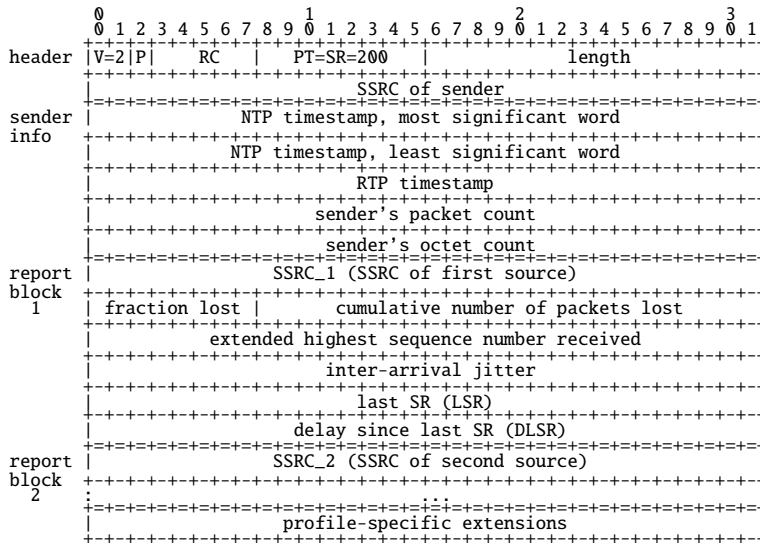 0 1 2 3
0 1 2 3 4 5 6 7 8 9 0 1 2 3 4 5 6 7 8 9 0 1 2 3 4 5 6 7 8 9 0 1
+-+-+-+-+-+-+-+-+-+-+-+-+-+-+-+-+-+-+-+-+-+-+-+-+-+-+-+-+-+-+-+-
header |V=2|P| RC | PT=SR=200 | length
+-+-+-+-+-+-+-+-+-+-+-+-+-+-+-+-+-+-+-+-+-+-+-+-+-+-+-+-+-+-+-+-
| SSRC of sender
+=+=+=+=+=+=+=+=+=+=+=+=+=+=+=+=+=+=+=+=+=+=+=+=+=+=+=+=+=+=+=+=
sender | NTP timestamp, most significant word
info +-+-+-+-+-+-+-+-+-+-+-+-+-+-+-+-+-+-+-+-+-+-+-+-+-+-+-+-+-+-+-+-
| NTP timestamp, least significant word
+-+-+-+-+-+-+-+-+-+-+-+-+-+-+-+-+-+-+-+-+-+-+-+-+-+-+-+-+-+-+-+-
| RTP timestamp
+-+-+-+-+-+-+-+-+-+-+-+-+-+-+-+-+-+-+-+-+-+-+-+-+-+-+-+-+-+-+-+-
| sender's packet count
+-+-+-+-+-+-+-+-+-+-+-+-+-+-+-+-+-+-+-+-+-+-+-+-+-+-+-+-+-+-+-+-
| sender's octet count
+=+=+=+=+=+=+=+=+=+=+=+=+=+=+=+=+=+=+=+=+=+=+=+=+=+=+=+=+=+=+=+=
report | SSRC_1 (SSRC of first source)
block +-+-+-+-+-+-+-+-+-+-+-+-+-+-+-+-+-+-+-+-+-+-+-+-+-+-+-+-+-+-+-+-
1 | fraction lost | cumulative number of packets lost
+-+-+-+-+-+-+-+-+-+-+-+-+-+-+-+-+-+-+-+-+-+-+-+-+-+-+-+-+-+-+-+-
| extended highest sequence number received
+-+-+-+-+-+-+-+-+-+-+-+-+-+-+-+-+-+-+-+-+-+-+-+-+-+-+-+-+-+-+-+-
| inter-arrival jitter
+-+-+-+-+-+-+-+-+-+-+-+-+-+-+-+-+-+-+-+-+-+-+-+-+-+-+-+-+-+-+-+-
| last SR (LSR)
+-+-+-+-+-+-+-+-+-+-+-+-+-+-+-+-+-+-+-+-+-+-+-+-+-+-+-+-+-+-+-+-
| delay since last SR (DLSR)
+=+=+=+=+=+=+=+=+=+=+=+=+=+=+=+=+=+=+=+=+=+=+=+=+=+=+=+=+=+=+=+=
report | SSRC_2 (SSRC of second source)
block +-+-+-+-+-+-+-+-+-+-+-+-+-+-+-+-+-+-+-+-+-+-+-+-+-+-+-+-+-+-+-+-
2 : ...
+=+=+=+=+=+=+=+=+=+=+=+=+=+=+=+=+=+=+=+=+=+=+=+=+=+=+=+=+=+=+=+=
| profile-specific extensions
+-+-+-+-+-+-+-+-+-+-+-+-+-+-+-+-+-+-+-+-+-+-+-+-+-+-+-+-+-+-+-+-